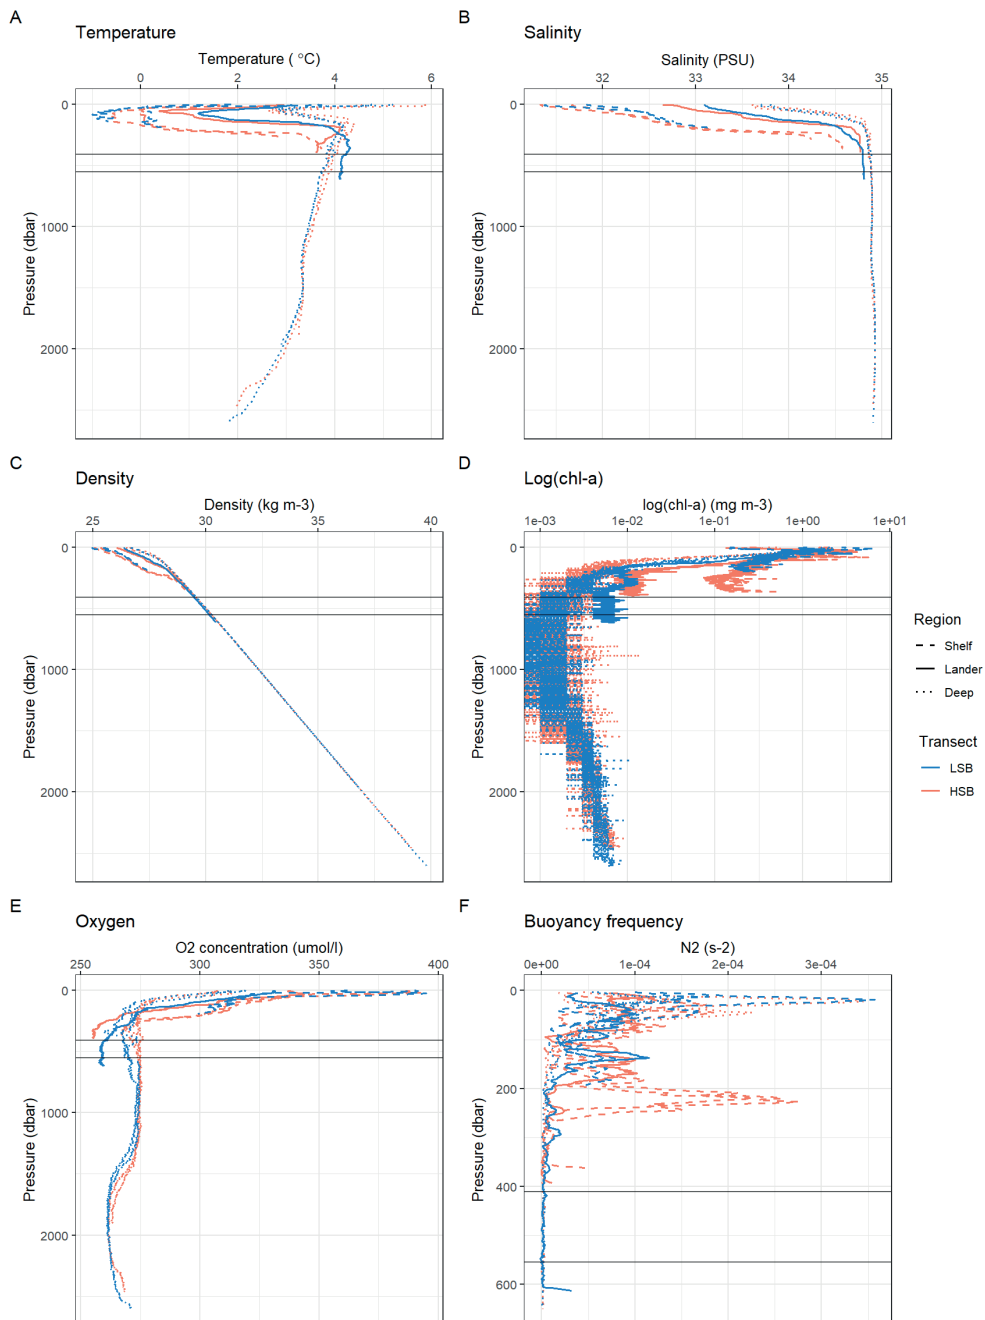 A
Temperature
Temperature ( °C)
0 2 4 6
0
1000
2000
Pressure (dbar)
B
Salinity
Salinity (PSU)
32 33 34 35
0
1000
2000
Pressure (dbar)
C
Density
Density (kg m-3)
25 30 35 40
0
1000
2000
Pressure (dbar)
D
Log(chl-a)
log(chl-a) (mg m-3)
1e-03 1e-02 1e-01 1e+00 1e+01
0
1000
2000
Pressure (dbar)
Region
Shelf
Lander
Deep
Transect
LSB
HSB
E
Oxygen
O2 concentration (umol/l)
250 300 350 400
0
1000
2000
Pressure (dbar)
F
Buoyancy frequency
N2 (s-2)
0e+00 1e-04 2e-04 3e-04
0
200
400
600
Pressure (dbar)